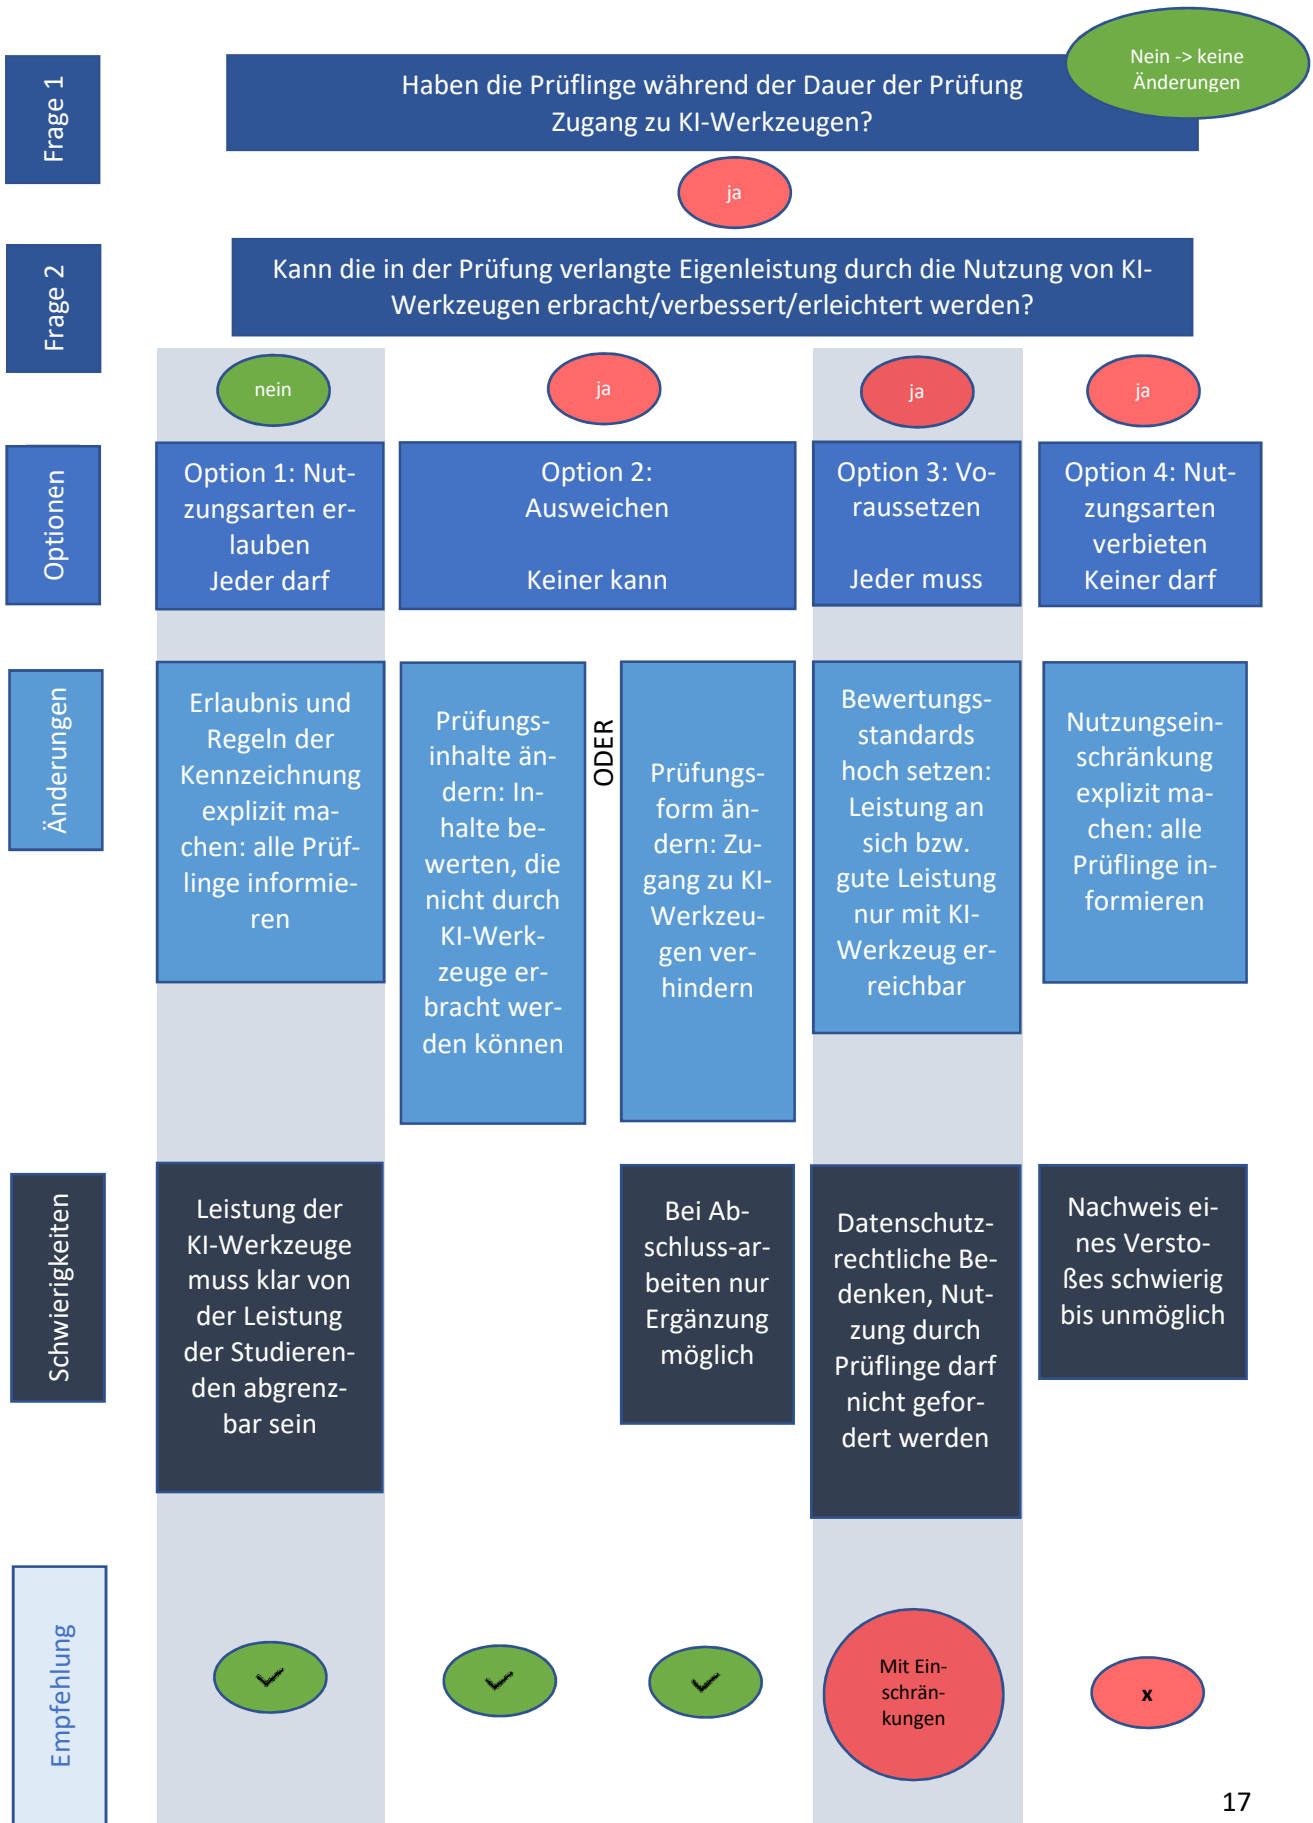 Frage 1
Haben die Prüflinge während der Dauer der Prüfung
Zugang zu KI-Werkzeugen?
Nein -> keine
Änderungen
ja
Frage 2
Kann die in der Prüfung verlangte Eigenleistung durch die Nutzung von KI-
Werkzeugen erbracht/verbessert/erleichtert werden?
nein
ja
ja
ja
Optionen
Option 1: Nut-
zungsarten er-
lauben
Jeder darf
Option 2:
Ausweichen
Keiner kann
Option 3: Vo-
raussetzen
Jeder muss
Option 4: Nut-
zungsarten
verbieten
Keiner darf
Änderungen
Erlaubnis und
Regeln der
Kennzeichnung
explizit ma-
chen: alle Prüf-
linge informie-
ren
Prüfungs-
inhalte än-
dern: In-
halte be-
werten, die
nicht durch
KI-Werk-
zeuge er-
bracht wer-
den können
ODER
Prüfungs-
form än-
dern: Zu-
gang zu KI-
Werkzeu-
gen ver-
hindern
Bewertungs-
standards
hoch setzen:
Leistung an
sich bzw.
gute Leistung
nur mit KI-
Werkzeug er-
reichbar
Nutzungsein-
schränkung
explizit ma-
chen: alle
Prüflinge in-
formieren
Schwierigkeiten
Leistung der
KI-Werkzeuge
muss klar von
der Leistung
der Studieren-
den abgrenz-
bar sein
Bei Ab-
schluss-ar-
beiten nur
Ergänzung
möglich
Datenschutz-
rechtliche Be-
denken, Nut-
zung durch
Prüflinge darf
nicht gefor-
dert werden
Nachweis ei-
nes Versto-
ßes schwierig
bis unmöglich
Empfehlung
✓
✓
✓
Mit Ein-
schrän-
kungen
x
17